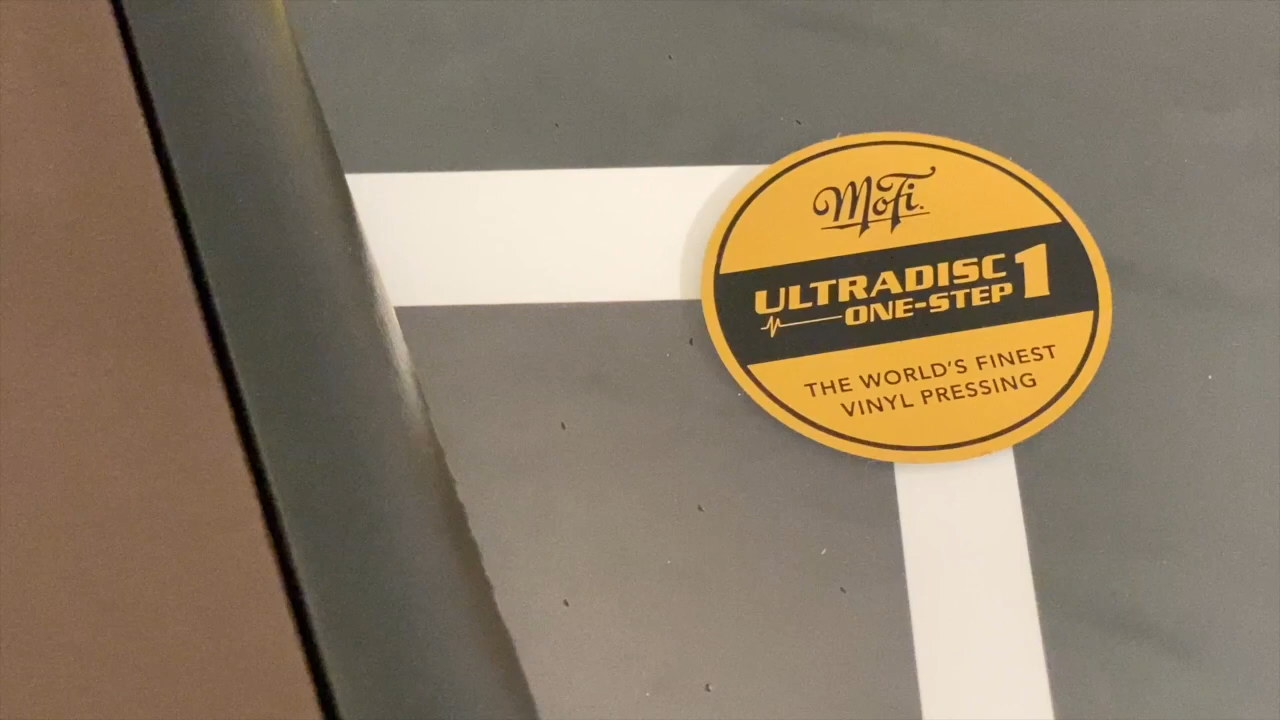 MoFi.
ULTRADISC 1
ONE-STEP
THE WORLD'S FINEST
VINYL PRESSING